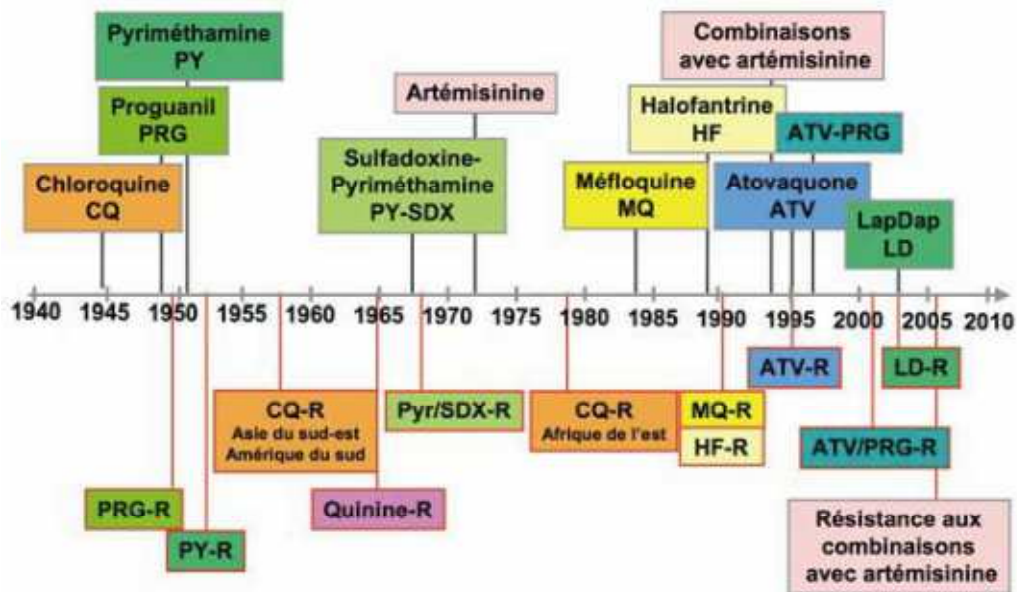 Pyriméthamine
PY
Combinaisons
avec artémisinine
Proguanil
PRG
Artémisinine
Halofantrine
HF
ATV-PRG
Chloroquine
CQ
Sulfadoxine-
Pyriméthamine
PY-SDX
Méfloquine
MQ
Atovaquone
ATV
LapDap
LD
1940 1945 1950 1955 1960 1965 1970 1975 1980 1985 1990 1995 2000 2005 2010
ATV-R
LD-R
CQ-R
Asie du sud-est
Amérique du sud
Pyr/SDX-R
CQ-R
Afrique de l'est
MQ-R
HF-R
ATV/PRG-R
PRG-R
Quinine-R
PY-R
Résistance aux
combinaisons
avec artémisinine